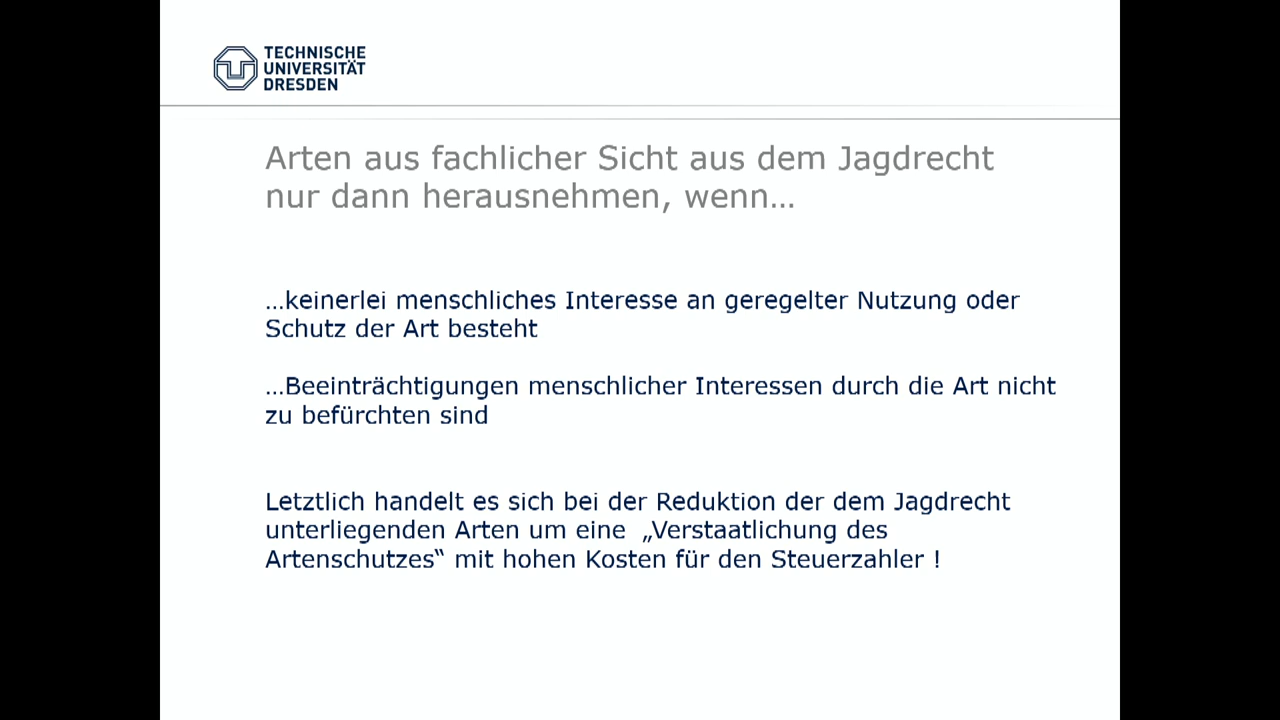 TECHNISCHE
UNIVERSITÄT
DRESDEN
Arten aus fachlicher Sicht aus dem Jagdrecht
nur dann herausnehmen, wenn…
…keinerlei menschliches Interesse an geregelter Nutzung oder
Schutz der Art besteht
…Beeinträchtigungen menschlicher Interessen durch die Art nicht
zu befürchten sind
Letztlich handelt es sich bei der Reduktion der dem Jagdrecht
unterliegenden Arten um eine „Verstaatlichung des
Artenschutzes“ mit hohen Kosten für den Steuerzahler !